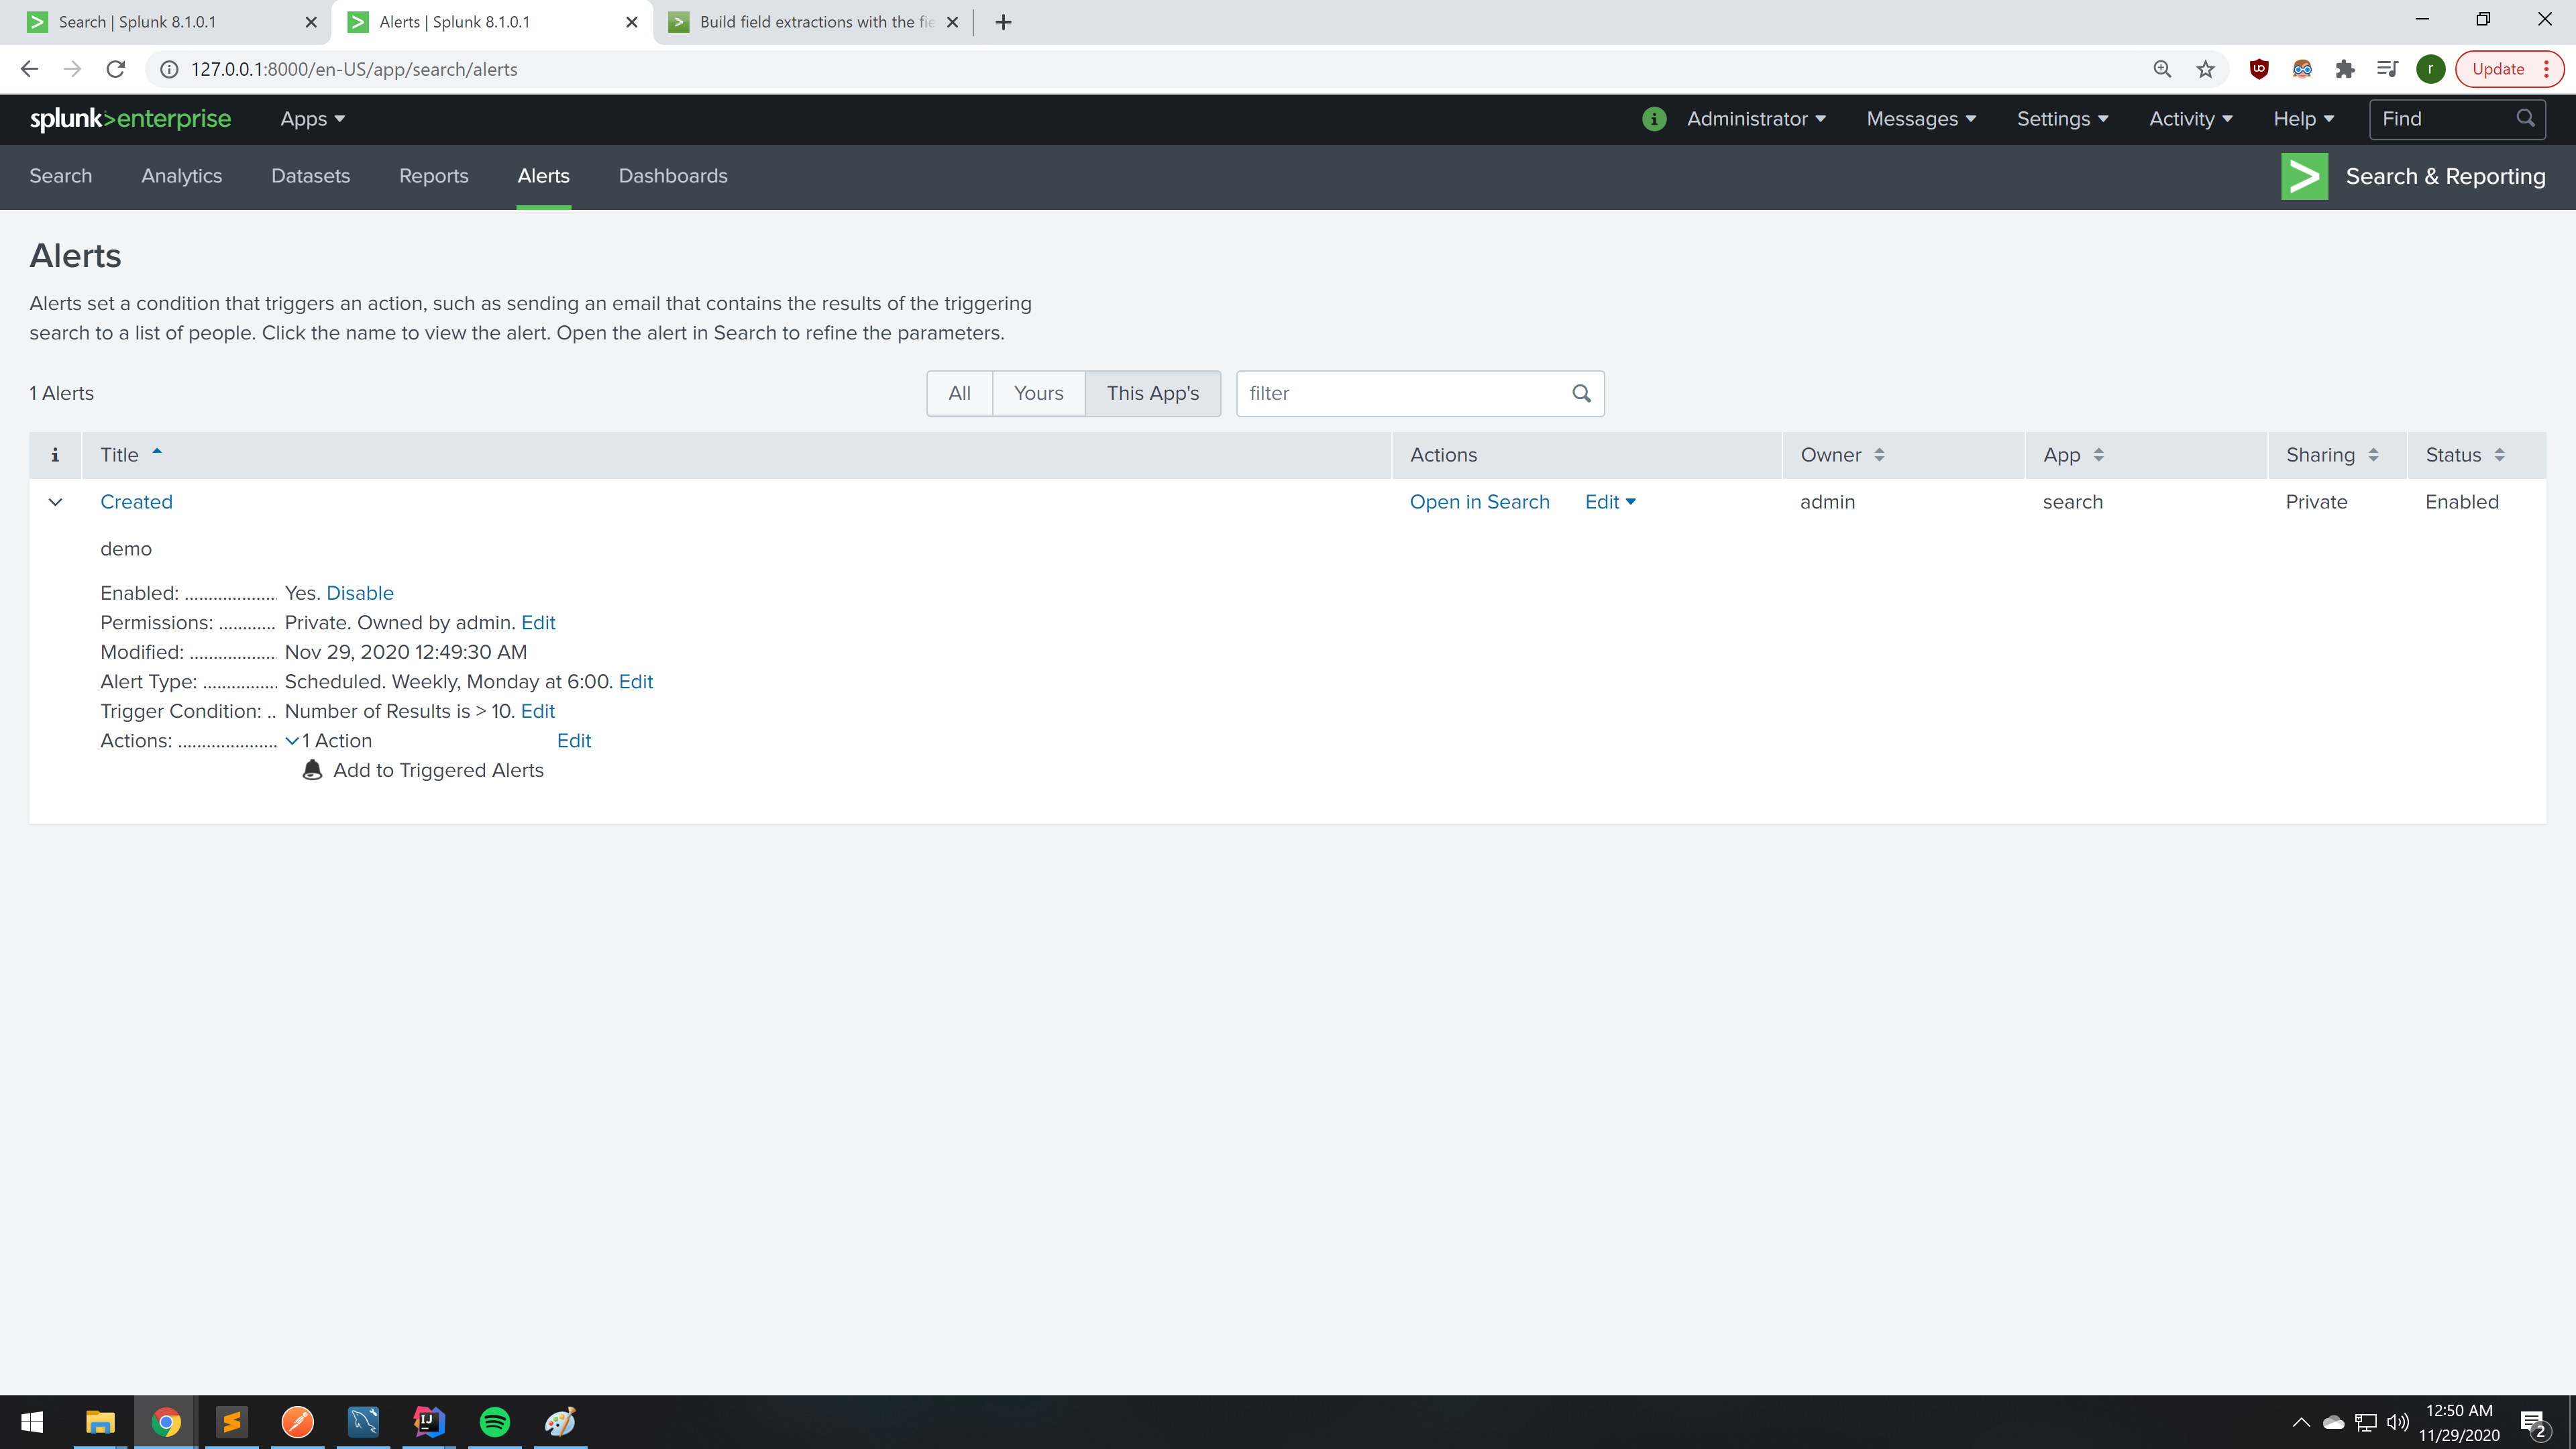 Search | Splunk 8.1.0.1
Alerts | Splunk 8.1.0.1
Build field extractions with the fie
127.0.0.1:8000/en-US/app/search/alerts
r
Update
splunk>enterprise
Apps
i
Administrator
Messages
Settings
Activity
Help
Find
Search
Analytics
Datasets
Reports
Alerts
Dashboards
> Search & Reporting
Alerts
Alerts set a condition that triggers an action, such as sending an email that contains the results of the triggering
search to a list of people. Click the name to view the alert. Open the alert in Search to refine the parameters.
1 Alerts
All
Yours
This App's
filter
i
Title
Actions
Owner
App
Sharing
Status
Created
Open in Search
Edit
admin
search
Private
Enabled
demo
Enabled: ................... Yes. Disable
Permissions: ............ Private. Owned by admin. Edit
Modified: .................. Nov 29, 2020 12:49:30 AM
Alert Type: ................ Scheduled. Weekly, Monday at 6:00. Edit
Trigger Condition: .. Number of Results is > 10. Edit
Actions: ..................... 1 Action Edit
Add to Triggered Alerts
IJ
12:50 AM
11/29/2020
2